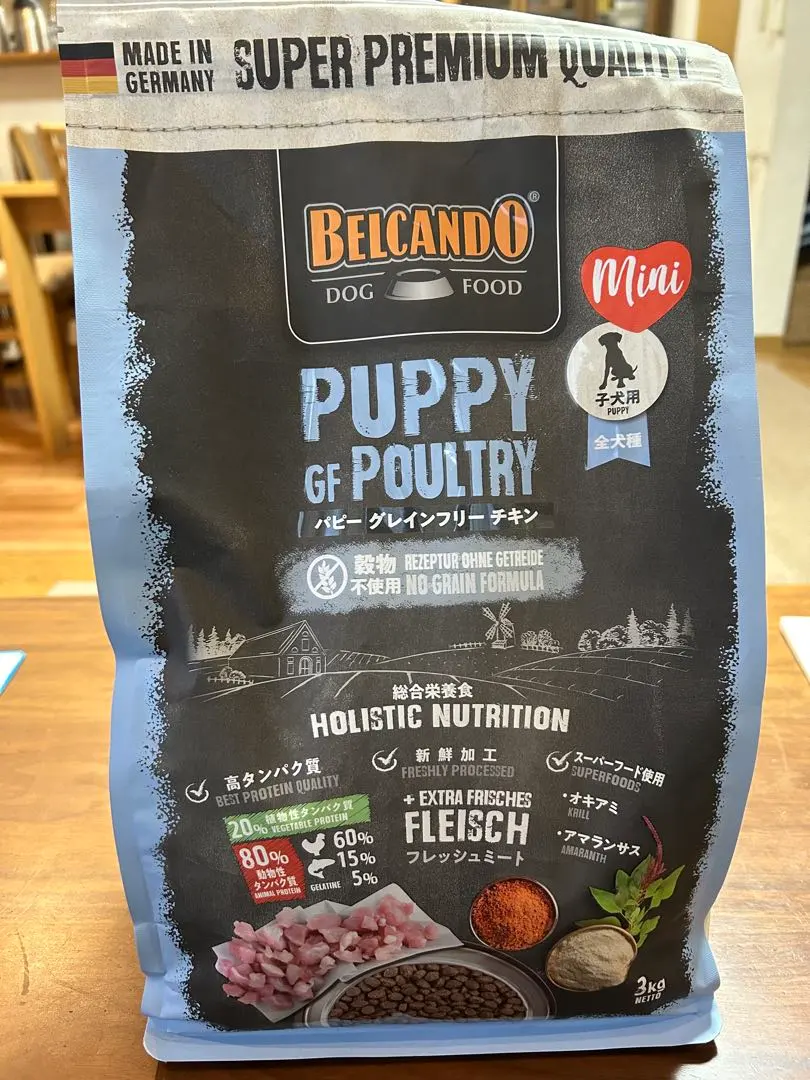 MADE IN
GERMANY
SUPER PREMIUM QUALITY
BELCANDO®
DOG FOOD
Mini
子犬用
PUPPY
全犬種
PUPPY
GF POULTRY
パピー グレインフリー チキン
穀物
不使用
REZEPTUR OHNE GETREIDE
NO GRAIN FORMULA
総合栄養食
HOLISTIC NUTRITION
高タンパク質
BEST PROTEIN QUALITY
新鮮加工
FRESHLY PROCESSED
スーパーフード使用
SUPERFOODS
・オキアミ
KRILL
・アマランサス
AMARANTH
+ EXTRA FRISCHES
FLEISCH
フレッシュミート
20% 植物性タンパク質
VEGETABLE PROTEIN
80%
動物性
タンパク質
ANIMAL PROTEIN
60%
15%
GELATINE 5%
3kg
NETTO